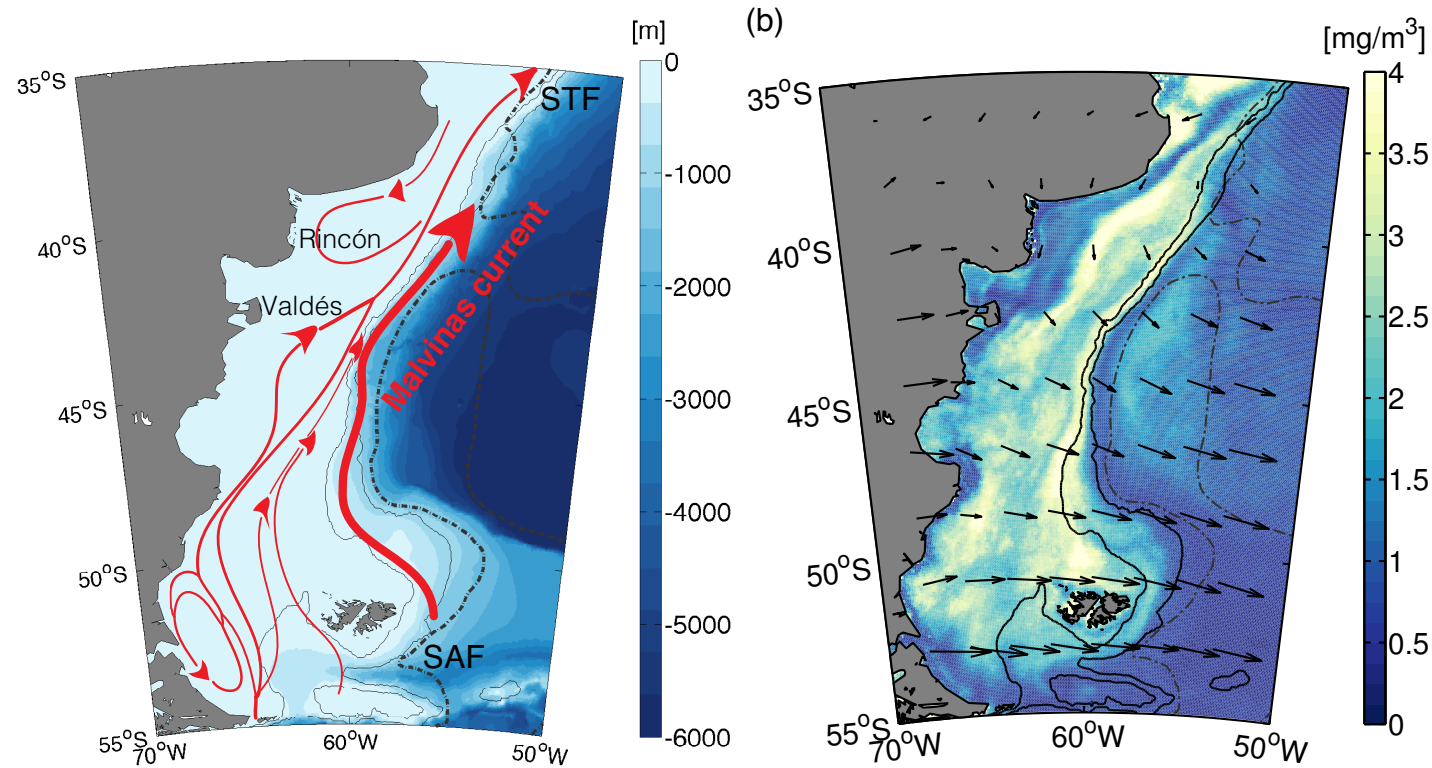 [m]
0
-1000
-2000
-3000
-4000
-5000
-6000
35°S
40°S
45°S
50°S
55°S
70°W
60°W
50°W
STF
Rincón
Valdés
Malvinas current
SAF
(b)
[mg/m³]
4
3.5
3
2.5
2
1.5
1
0.5
0
35°S
40°S
45°S
50°S
55°S
70°W
60°W
50°W